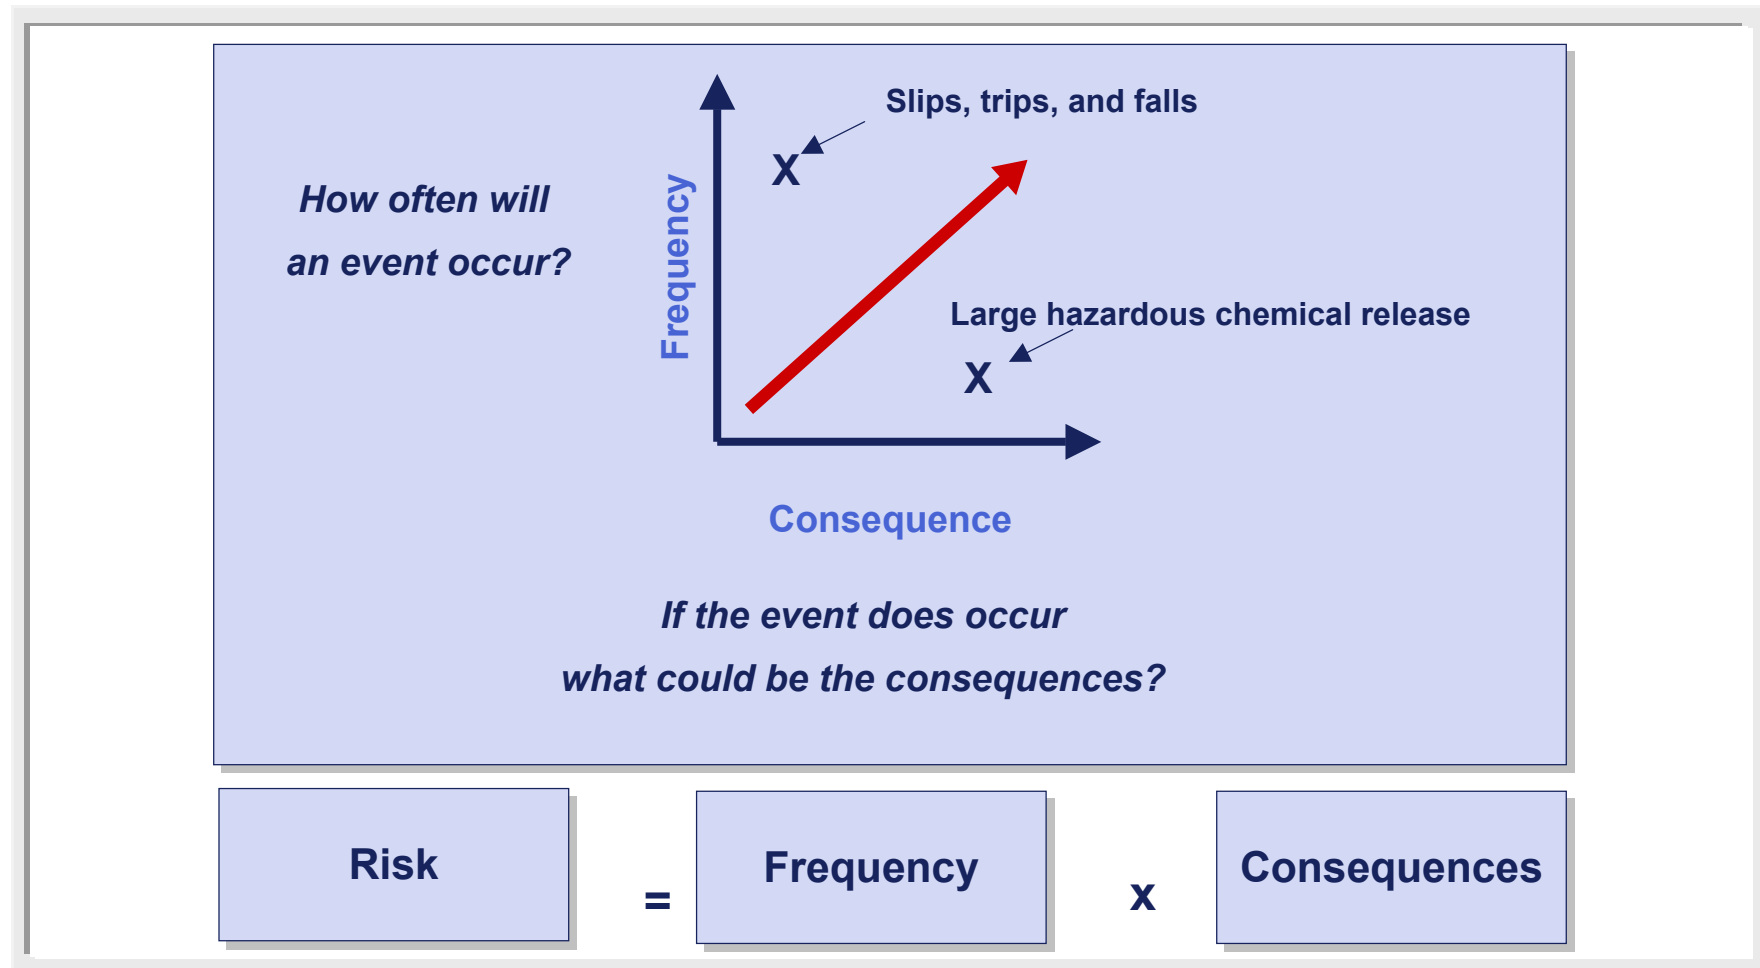 Slips, trips, and falls
X
How often will
an event occur?
Frequency
Large hazardous chemical release
X
Consequence
If the event does occur
what could be the consequences?
Risk
=
Frequency
x
Consequences